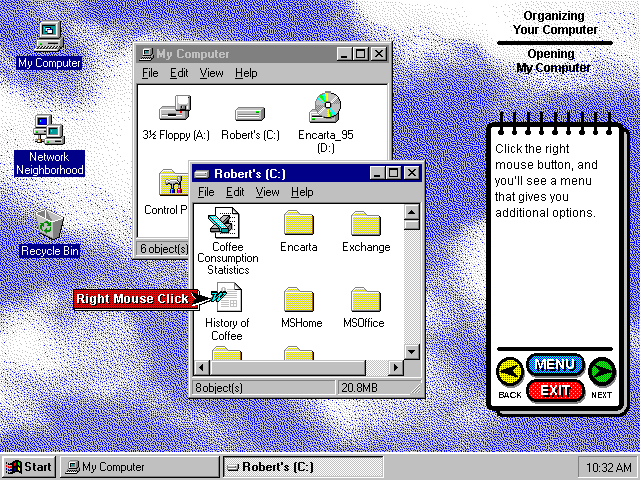 My Computer
Network
Neighborhood
Recycle Bin
My Computer
File Edit View Help
3½ Floppy (A:)
Robert's (C:)
Encarta_95
(D:)
Control P
6 object(s)
Robert's (C:)
File Edit View Help
Coffee
Consumption
Statistics
Encarta
Exchange
History of
Coffee
MSHome
MSOffice
8 object(s)
20.8MB
Right Mouse Click
Organizing
Your Computer
Opening
My Computer
Click the right
mouse button, and
you'll see a menu
that gives you
additional options.
BACK
MENU
EXIT
NEXT
Start
My Computer
Robert's (C:)
10:32 AM